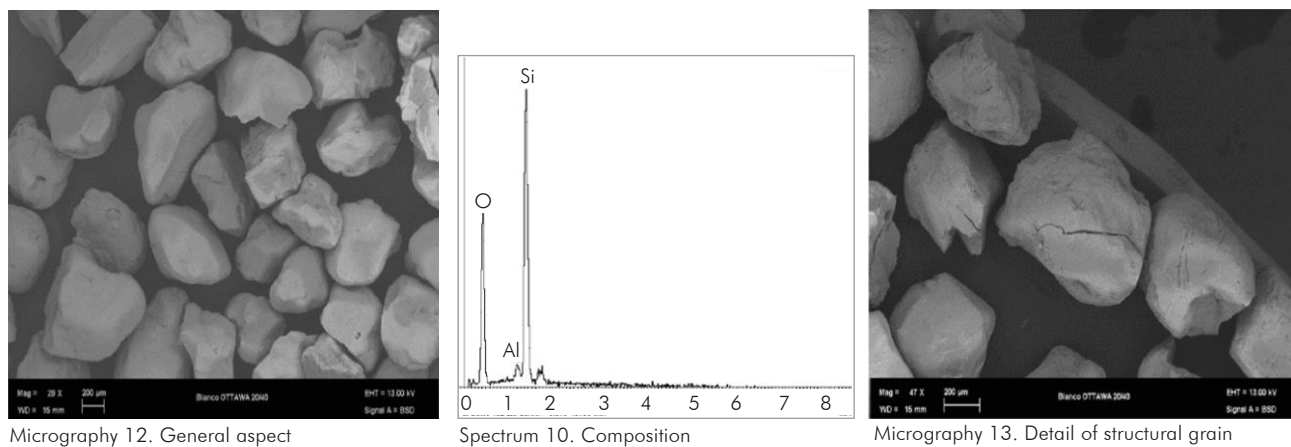 Mag = 28 X
200 µm
WD = 15 mm
Blanco OTTAWA 20/40
EHT = 13.00 kV
Signal A = BSD
Micrography 12. General aspect
Si
O
Al
0 1 2 3 4 5 6 7 8
Spectrum 10. Composition
Mag = 47 X
200 µm
WD = 15 mm
Blanco OTTAWA 20/40
EHT = 13.00 kV
Signal A = BSD
Micrography 13. Detail of structural grain